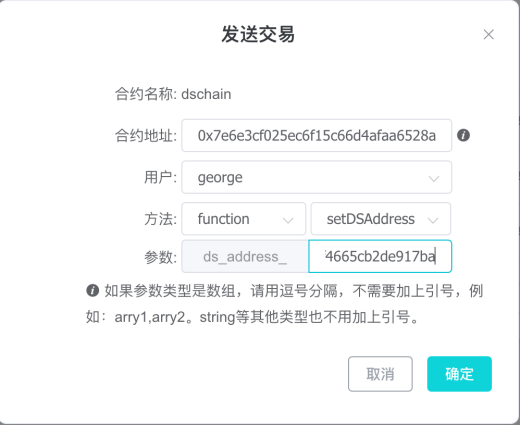 发送交易
合约名称: dschain
合约地址: 0x7e6e3cf025ec6f15c66d4afaa6528a
用户: george
方法: function setDSAddress
参数: ds_address_ 4665cb2de917ba
如果参数类型是数组，请用逗号分隔，不需要加上引号，例
如：arry1,arry2。string等其他类型也不用加上引号。
取消 确定